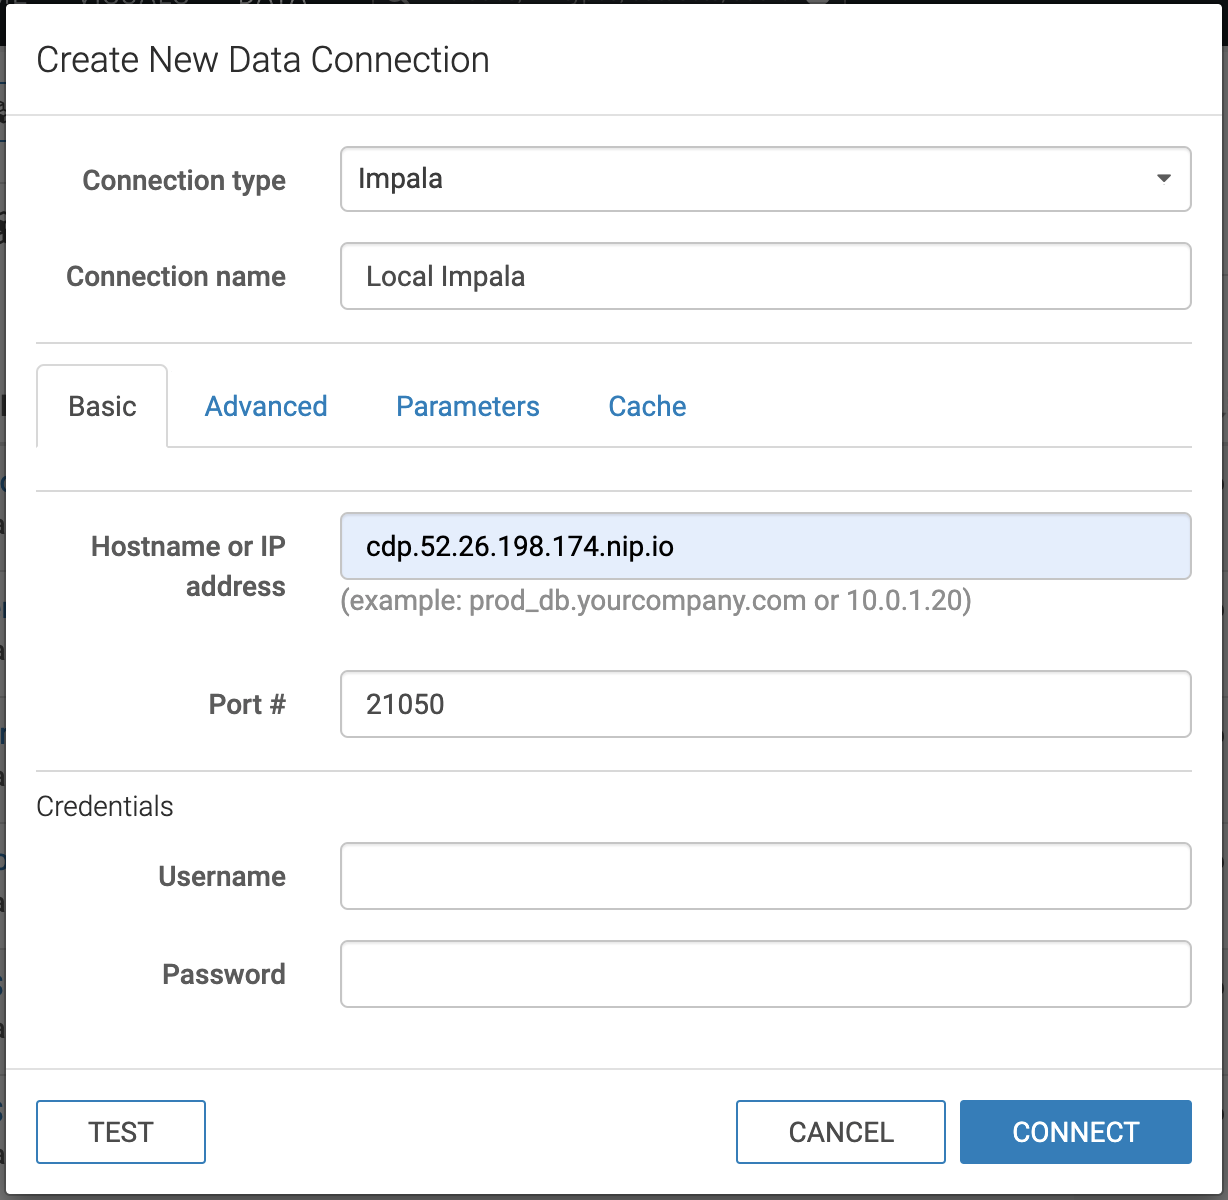 Create New Data Connection
Connection type
Impala
Connection name
Local Impala
Basic
Advanced
Parameters
Cache
Hostname or IP
address
cdp.52.26.198.174.nip.io
(example: prod_db.yourcompany.com or 10.0.1.20)
Port #
21050
Credentials
Username
Password
TEST
CANCEL
CONNECT